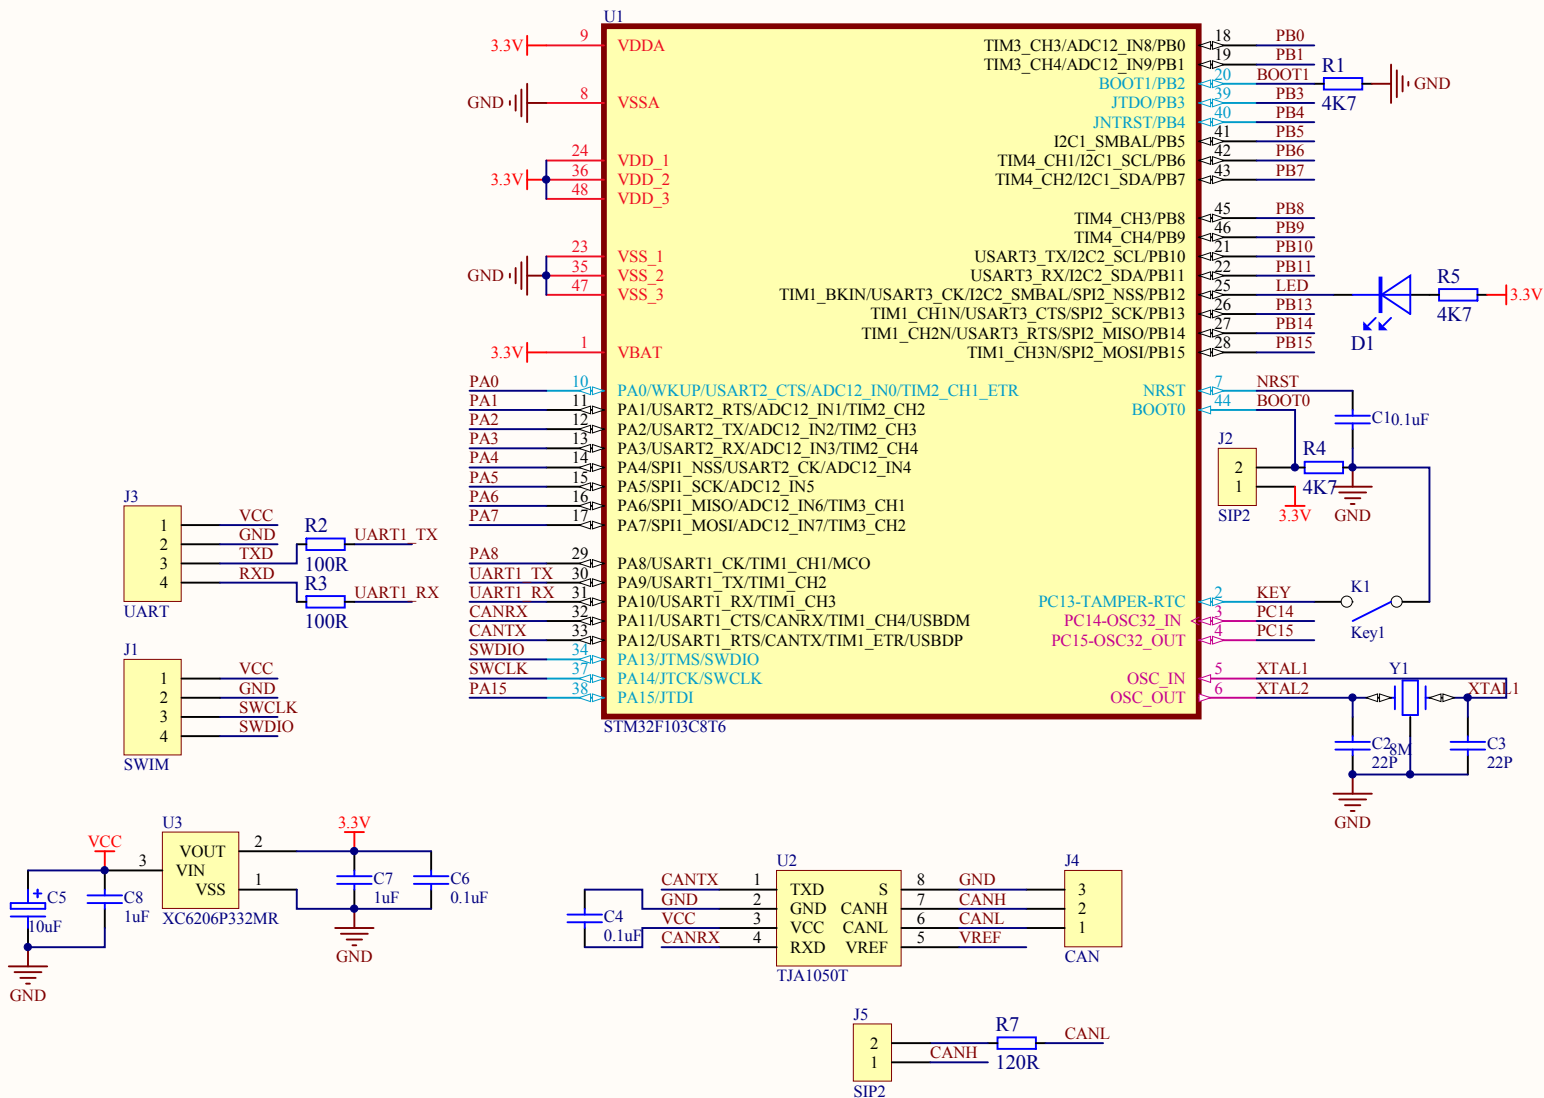 U1
3.3V 9 VDDA
GND 8 VSSA
24 VDD_1
3.3V 36 VDD_2
48 VDD_3
23 VSS_1
GND 35 VSS_2
47 VSS_3
3.3V 1 VBAT
PA0 10 PA0/WKUP/USART2_CTS/ADC12_IN0/TIM2_CH1_ETR
PA1 11 PA1/USART2_RTS/ADC12_IN1/TIM2_CH2
PA2 12 PA2/USART2_TX/ADC12_IN2/TIM2_CH3
PA3 13 PA3/USART2_RX/ADC12_IN3/TIM2_CH4
PA4 14 PA4/SPI1_NSS/USART2_CK/ADC12_IN4
PA5 15 PA5/SPI1_SCK/ADC12_IN5
PA6 16 PA6/SPI1_MISO/ADC12_IN6/TIM3_CH1
PA7 17 PA7/SPI1_MOSI/ADC12_IN7/TIM3_CH2
PA8 29 PA8/USART1_CK/TIM1_CH1/MCO
UART1_TX 30 PA9/USART1_TX/TIM1_CH2
UART1_RX 31 PA10/USART1_RX/TIM1_CH3
CANRX 32 PA11/USART1_CTS/CANRX/TIM1_CH4/USBDM
CANTX 33 PA12/USART1_RTS/CANTX/TIM1_ETR/USBDP
SWDIO 34 PA13/JTMS/SWDIO
SWCLK 37 PA14/JTCK/SWCLK
PA15 38 PA15/JTDI
STM32F103C8T6
TIM3_CH3/ADC12_IN8/PB0 18 PB0
TIM3_CH4/ADC12_IN9/PB1 19 PB1
BOOT1/PB2 20 BOOT1
JTDO/PB3 39 PB3
JNTRST/PB4 40 PB4
I2C1_SMBAL/PB5 41 PB5
TIM4_CH1/I2C1_SCL/PB6 42 PB6
TIM4_CH2/I2C1_SDA/PB7 43 PB7
TIM4_CH3/PB8 45 PB8
TIM4_CH4/PB9 46 PB9
USART3_TX/I2C2_SCL/PB10 21 PB10
USART3_RX/I2C2_SDA/PB11 22 PB11
TIM1_BKIN/USART3_CK/I2C2_SMBAL/SPI2_NSS/PB12 25 LED
TIM1_CH1N/USART3_CTS/SPI2_SCK/PB13 26 PB13
TIM1_CH2N/USART3_RTS/SPI2_MISO/PB14 27 PB14
TIM1_CH3N/SPI2_MOSI/PB15 28 PB15
NRST 7 NRST
BOOT0 44 BOOT0
PC13-TAMPER-RTC 2 KEY
PC14-OSC32_IN 3 PC14
PC15-OSC32_OUT 4 PC15
OSC_IN 5 XTAL1
OSC_OUT 6 XTAL2
R1
4K7
GND
D1
R5
4K7
3.3V
C1 0.1uF
J2
2
1
SIP2
R4
4K7
3.3V
GND
K1
Key1
Y1
XTAL1
8M
C2
22P
C3
22P
GND
J3
1 VCC
2 GND
3 TXD
4 RXD
UART
R2
100R
UART1_TX
R3
100R
UART1_RX
J1
1 VCC
2 GND
3 SWCLK
4 SWDIO
SWIM
U3
VCC
3 VIN
VOUT 2
VSS 1
XC6206P332MR
C5
+
10uF
C8
1uF
GND
3.3V
C7
1uF
C6
0.1uF
GND
U2
CANTX 1 TXD
GND 2 GND
VCC 3 VCC
CANRX 4 RXD
S 8 GND
CANH 7 CANH
CANL 6 CANL
VREF 5 VREF
TJA1050T
C4
0.1uF
J4
3
2
1
CAN
J5
2
1
SIP2
CANH
R7
120R
CANL